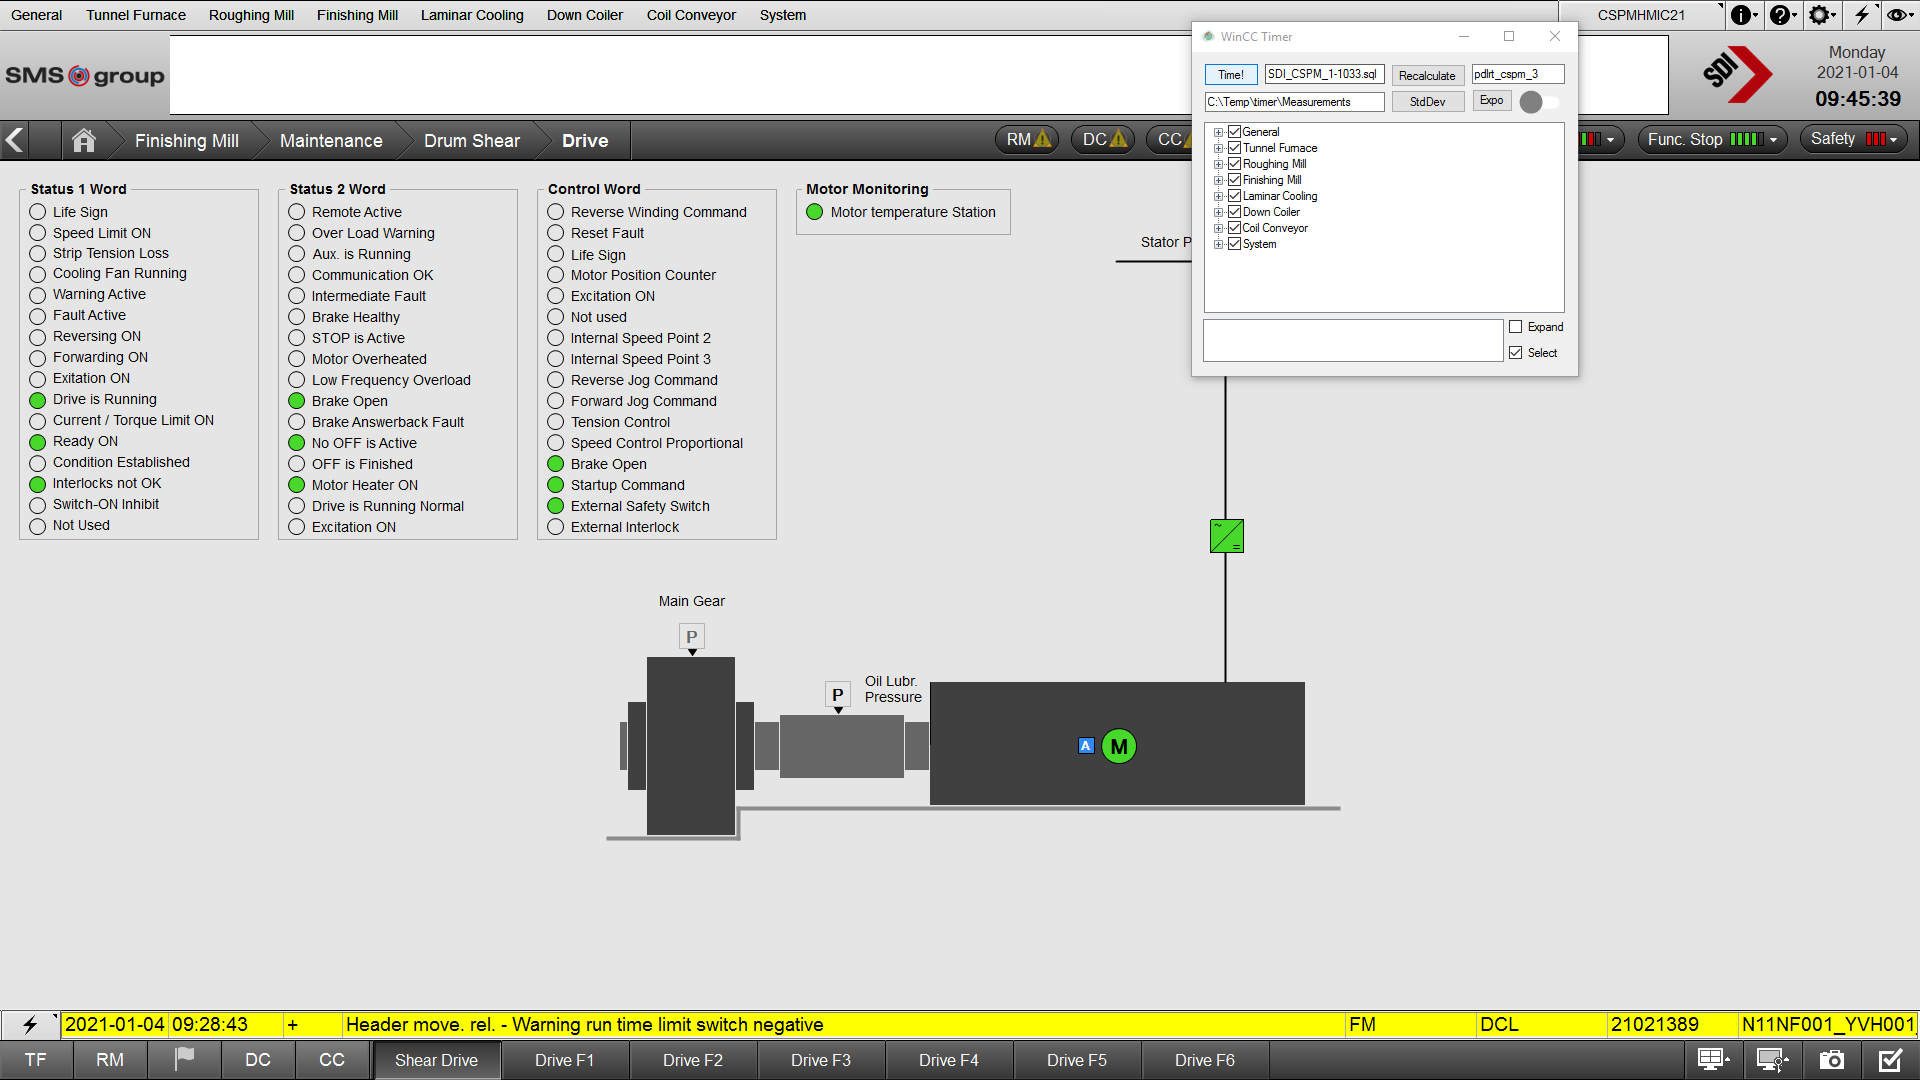 General Tunnel Furnace Roughing Mill Finishing Mill Laminar Cooling Down Coiler Coil Conveyor System CSPMHMIC21
SMS group
SDI
Monday
2021-01-04
09:45:39
Finishing Mill Maintenance Drum Shear Drive RM DC CC Func. Stop Safety
WinCC Timer
Time! SDI_CSPM_1-1033.sql Recalculate pdlrt_cspm_3
C:\Temp\timer\Measurements StdDev Expo
General
Tunnel Furnace
Roughing Mill
Finishing Mill
Laminar Cooling
Down Coiler
Coil Conveyor
System
Expand
Select
Status 1 Word
Life Sign
Speed Limit ON
Strip Tension Loss
Cooling Fan Running
Warning Active
Fault Active
Reversing ON
Forwarding ON
Exitation ON
Drive is Running
Current / Torque Limit ON
Ready ON
Condition Established
Interlocks not OK
Switch-ON Inhibit
Not Used
Status 2 Word
Remote Active
Over Load Warning
Aux. is Running
Communication OK
Intermediate Fault
Brake Healthy
STOP is Active
Motor Overheated
Low Frequency Overload
Brake Open
Brake Answerback Fault
No OFF is Active
OFF is Finished
Motor Heater ON
Drive is Running Normal
Excitation ON
Control Word
Reverse Winding Command
Reset Fault
Life Sign
Motor Position Counter
Excitation ON
Not used
Internal Speed Point 2
Internal Speed Point 3
Reverse Jog Command
Forward Jog Command
Tension Control
Speed Control Proportional
Brake Open
Startup Command
External Safety Switch
External Interlock
Motor Monitoring
Motor temperature Station
Stator P
Main Gear
P
P
Oil Lubr.
Pressure
A M
2021-01-04 09:28:43 + Header move. rel. - Warning run time limit switch negative FM DCL 21021389 N11NF001_YVH001
TF RM DC CC Shear Drive Drive F1 Drive F2 Drive F3 Drive F4 Drive F5 Drive F6